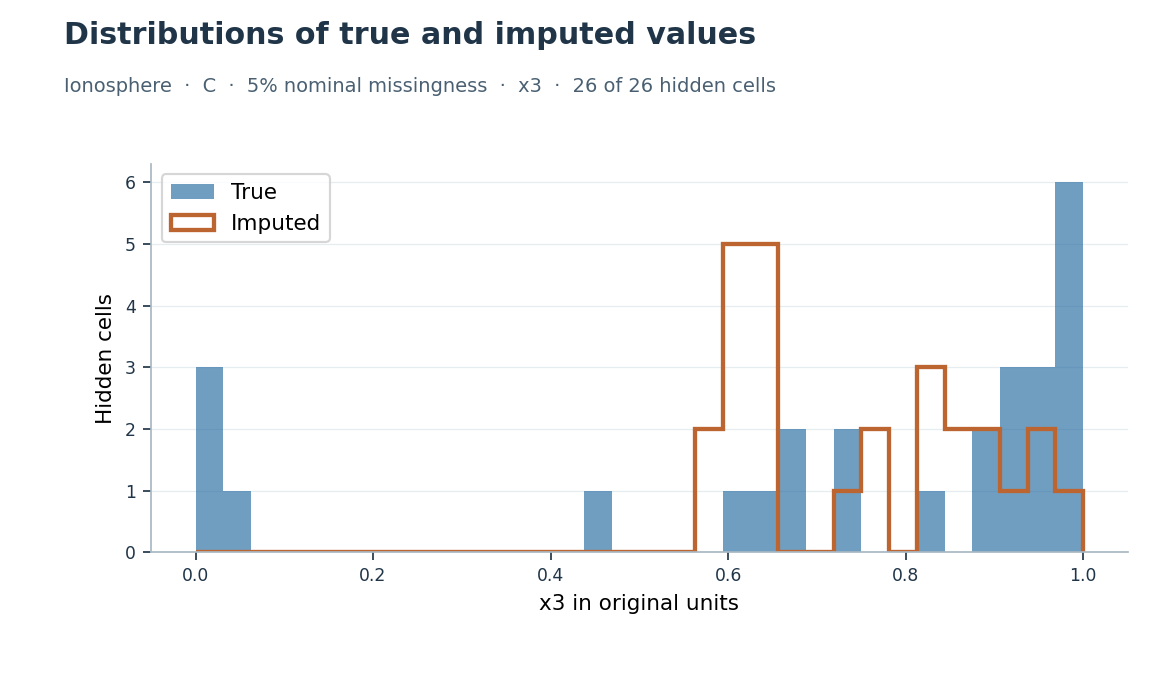 Distributions of true and imputed values
Ionosphere · C · 5% nominal missingness · x3 · 26 of 26 hidden cells
True
Imputed
Hidden cells
6
5
4
3
2
1
0
0.0 0.2 0.4 0.6 0.8 1.0
x3 in original units